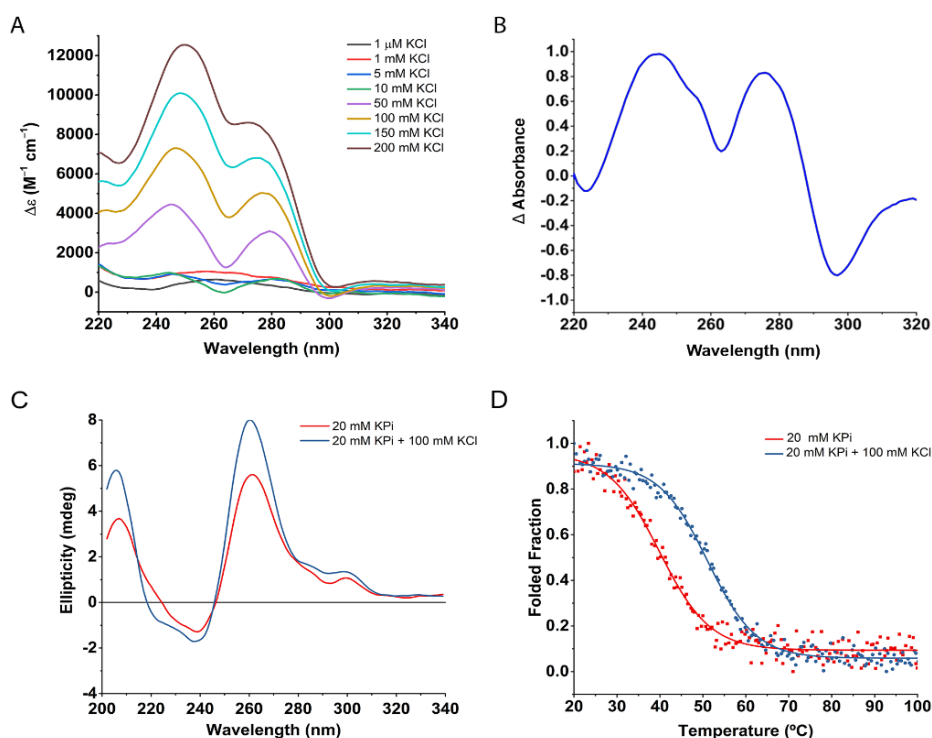 A
1 μM KCl
1 mM KCl
5 mM KCl
10 mM KCl
50 mM KCl
100 mM KCl
150 mM KCl
200 mM KCl
12000
10000
8000
6000
4000
2000
0
Δε (M⁻¹ cm⁻¹)
220 240 260 280 300 320 340
Wavelength (nm)
B
1.0
0.8
0.6
0.4
0.2
0.0
-0.2
-0.4
-0.6
-0.8
-1.0
Δ Absorbance
220 240 260 280 300 320
Wavelength (nm)
C
20 mM KPi
20 mM KPi + 100 mM KCl
8
6
4
2
0
-2
-4
Ellipticity (mdeg)
200 220 240 260 280 300 320 340
Wavelength (nm)
D
20 mM KPi
20 mM KPi + 100 mM KCl
1.0
0.8
0.6
0.4
0.2
0.0
Folded Fraction
20 30 40 50 60 70 80 90 100
Temperature (ºC)